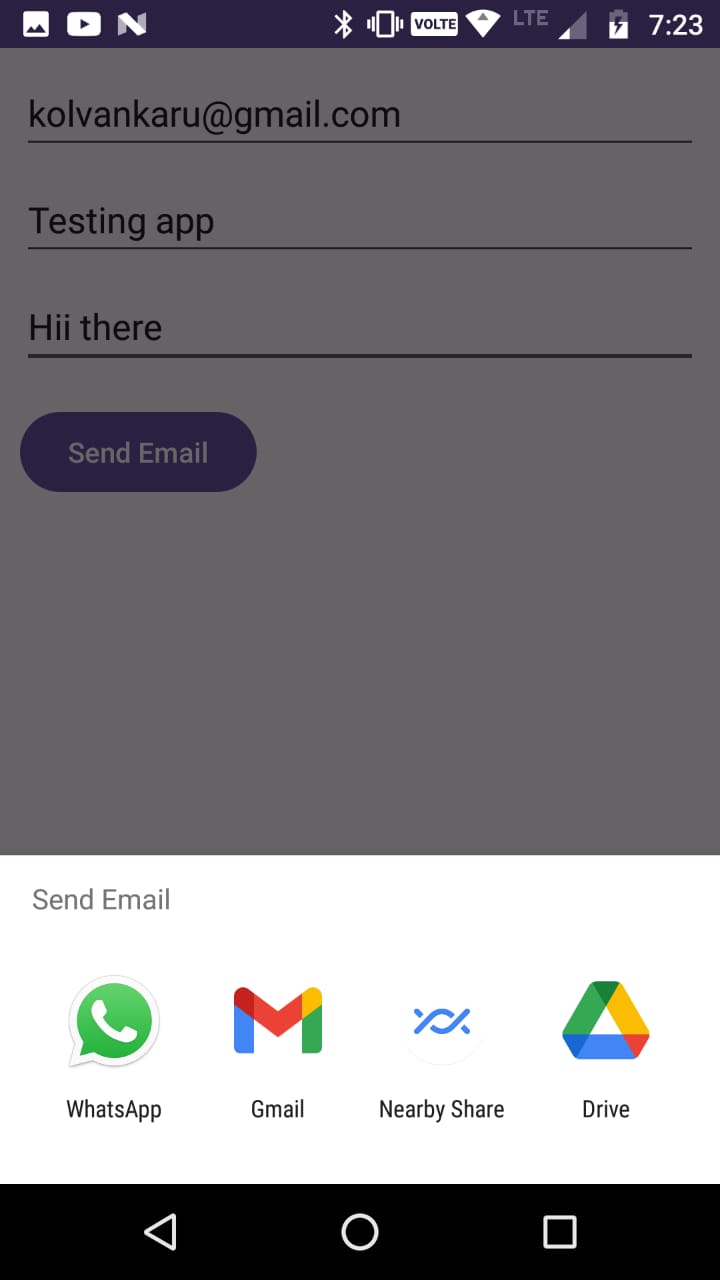 VOLTE LTE 7:23
kolvankaru@gmail.com
Testing app
Hii there
Send Email
Send Email
WhatsApp Gmail Nearby Share Drive